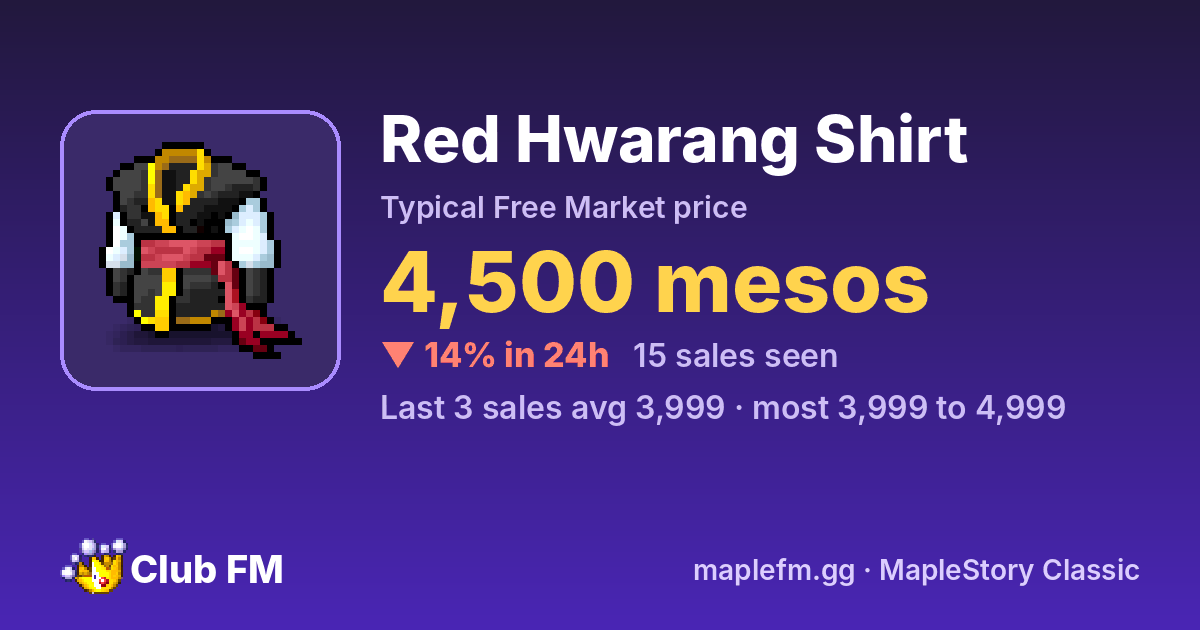 Red Hwarang Shirt
Typical Free Market price
4,500 mesos
▼ 14% in 24h 15 sales seen
Last 3 sales avg 3,999 · most 3,999 to 4,999
Club FM
maplefm.gg · MapleStory Classic